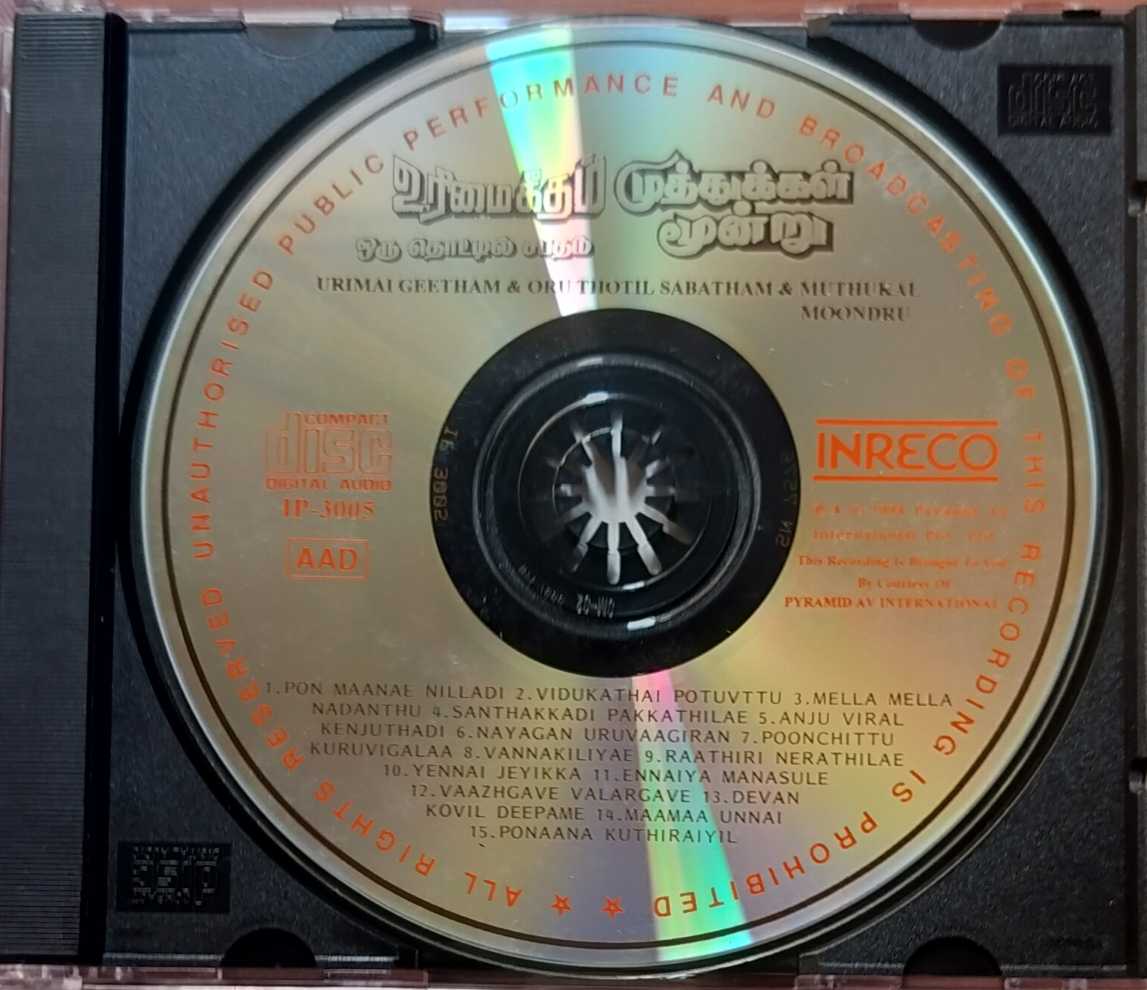 ALL RIGHTS RESERVED UNAUTHORISED PUBLIC PERFORMANCE AND BROADCASTING OF THIS RECORDING IS PROHIBITED ★ ★
உரிமைகீதம்
முத்துக்கள்
மூன்று
ஒரு தொட்டில் சபதம்
URIMAI GEETHAM & ORU THOTIL SABATHAM & MUTHUKAL
MOONDRU
COMPACT
disc
DIGITAL AUDIO
IP-3005
AAD
INRECO
This Recording Is Brought To You
By Courtesy Of
PYRAMID AV INTERNATIONAL
1.PON MAANAE NILLADI 2.VIDUKATHAI POTUVTTU 3.MELLA MELLA
NADANTHU 4.SANTHAKKADI PAKKATHILAE 5.ANJU VIRAL
KENJUTHADI 6.NAYAGAN URUVAAGIRAN 7.POONCHITTU
KURUVIGALAA 8.VANNAKILIYAE 9.RAATHIRI NERATHILAE
10.YENNAI JEYIKKA 11.ENNAIYA MANASULE
12.VAAZHGAVE VALARGAVE 13.DEVAN
KOVIL DEEPAME 14.MAAMAA UNNAI
15.PONAANA KUTHIRAIYIL